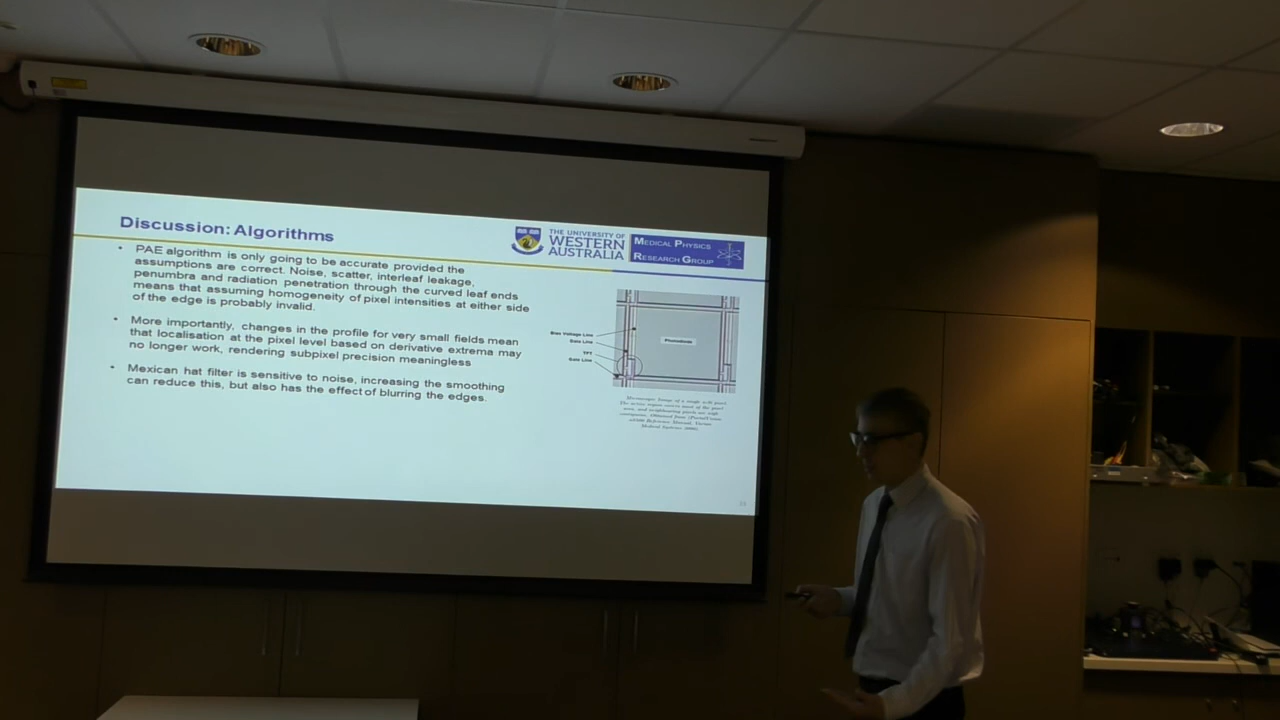 Discussion: Algorithms
THE UNIVERSITY OF
WESTERN
AUSTRALIA
MEDICAL PHYSICS
RESEARCH GROUP
• PAE algorithm is only going to be accurate provided the
assumptions are correct. Noise, scatter, interleaf leakage,
penumbra and radiation penetration through the curved leaf ends
means that assuming homogeneity of pixel intensities at either side
of the edge is probably invalid.
• More importantly, changes in the profile for very small fields mean
that localisation at the pixel level based on derivative extrema may
no longer work, rendering subpixel precision meaningless
• Mexican hat filter is sensitive to noise, increasing the smoothing
can reduce this, but also has the effect of blurring the edges.
Bias Voltage Line
Gate Line
TFT
Photodiode
Microscopic Image of a single